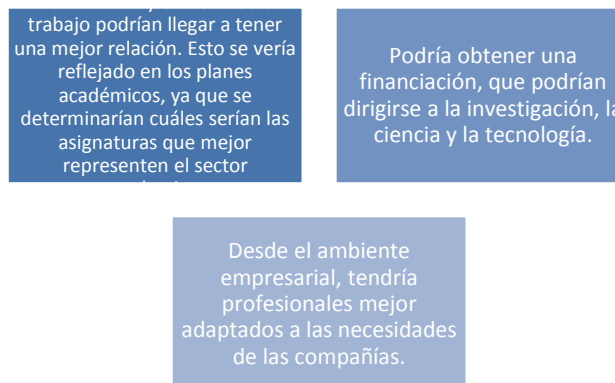 trabajo podrían llegar a tener
una mejor relación. Esto se vería
reflejado en los planes
académicos, ya que se
determinarían cuáles serían las
asignaturas que mejor
representen el sector
Podría obtener una
financiación, que podrían
dirigirse a la investigación, la
ciencia y la tecnología.
Desde el ambiente
empresarial, tendría
profesionales mejor
adaptados a las necesidades
de las compañías.